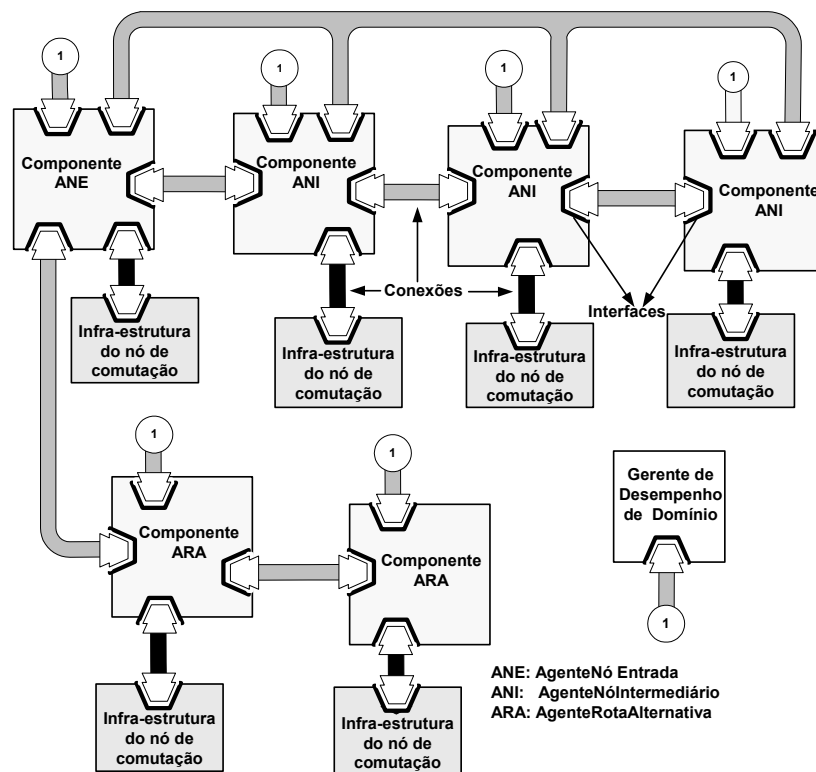 1
1
1
1
Componente
ANE
Componente
ANI
Componente
ANI
Componente
ANI
Conexões
Interfaces
Infra-estrutura
do nó de
comutação
Infra-estrutura
do nó de
comutação
Infra-estrutura
do nó de
comutação
Infra-estrutura
do nó de
comutação
1
1
Componente
ARA
Componente
ARA
Gerente de
Desempenho
de Domínio
1
Infra-estrutura
do nó de
comutação
Infra-estrutura
do nó de
comutação
ANE: AgenteNó Entrada
ANI: AgenteNóIntermediário
ARA: AgenteRotaAlternativa